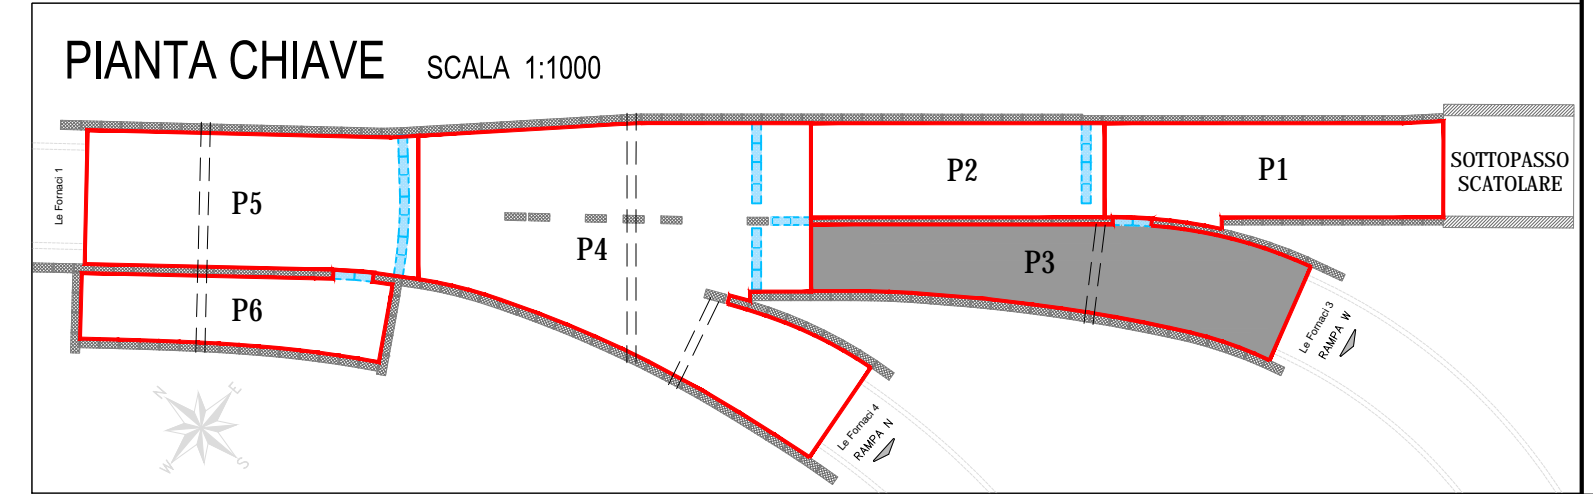 PIANTA CHIAVE SCALA 1:1000
SOTTOPASSO
SCATOLARE
P1
P2
P3
P4
P5
P6
Le Fornaci 1
Le Fornaci 3
RAMPA W
Le Fornaci 4
RAMPA N
N
E
W
S